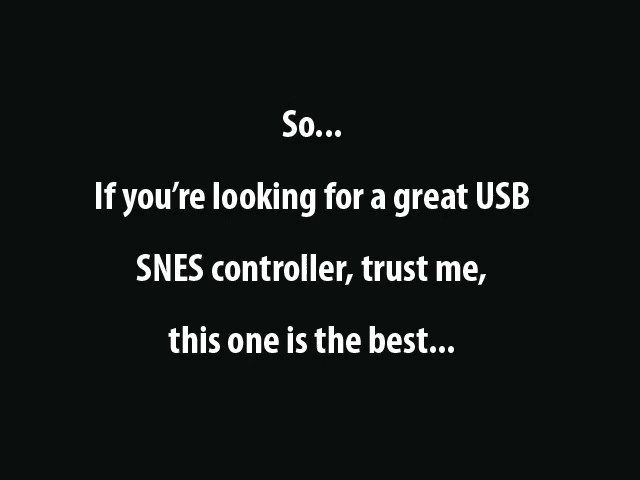 So...
If you’re looking for a great USB
SNES controller, trust me,
this one is the best...